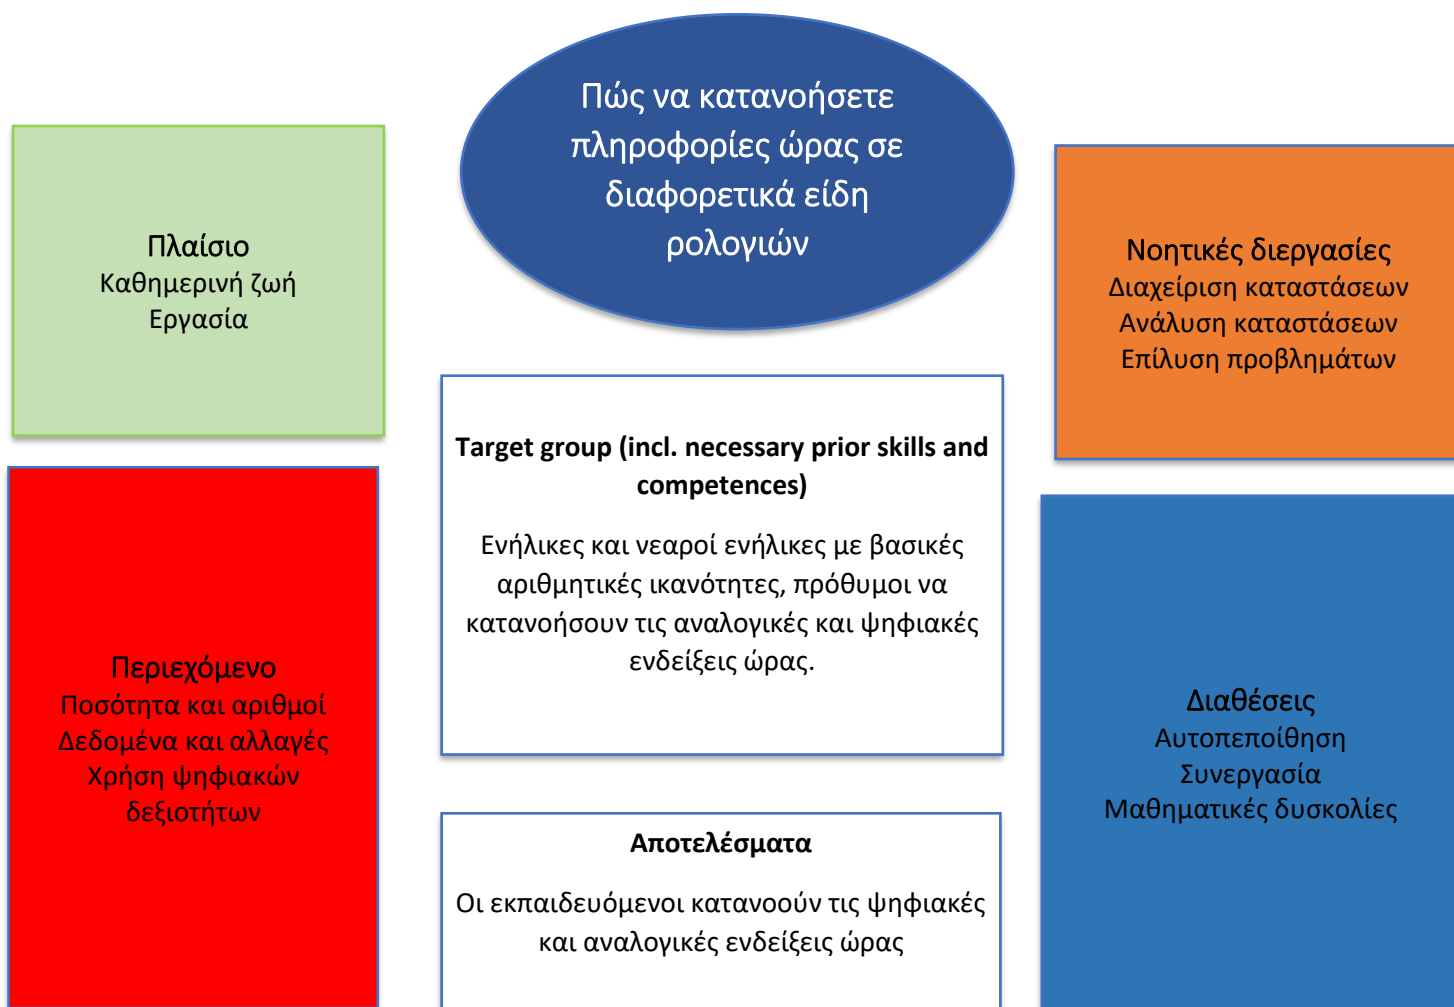 Πώς να κατανοήσετε
πληροφορίες ώρας σε
διαφορετικά είδη
ρολογιών
Πλαίσιο
Καθημερινή ζωή
Εργασία
Νοητικές διεργασίες
Διαχείριση καταστάσεων
Ανάλυση καταστάσεων
Επίλυση προβλημάτων
Target group (incl. necessary prior skills and
competences)
Ενήλικες και νεαροί ενήλικες με βασικές
αριθμητικές ικανότητες, πρόθυμοι να
κατανοήσουν τις αναλογικές και ψηφιακές
ενδείξεις ώρας.
Περιεχόμενο
Ποσότητα και αριθμοί
Δεδομένα και αλλαγές
Χρήση ψηφιακών
δεξιοτήτων
Διαθέσεις
Αυτοπεποίθηση
Συνεργασία
Μαθηματικές δυσκολίες
Αποτελέσματα
Οι εκπαιδευόμενοι κατανοούν τις ψηφιακές
και αναλογικές ενδείξεις ώρας